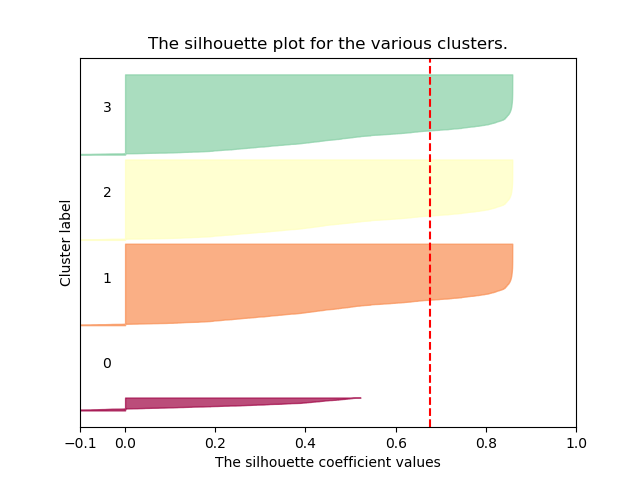 The silhouette plot for the various clusters.
3
2
1
0
Cluster label
−0.1 0.0 0.2 0.4 0.6 0.8 1.0
The silhouette coefficient values